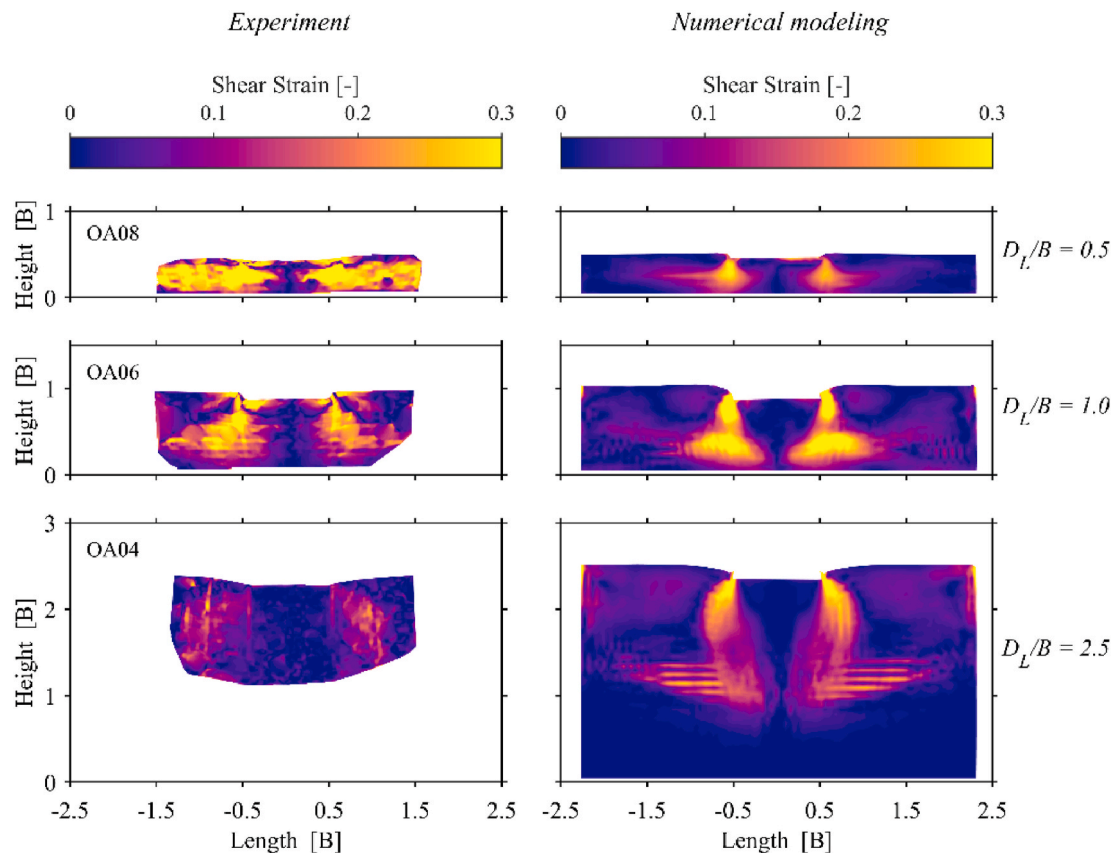 Experiment
Numerical modeling
Shear Strain [-]
Shear Strain [-]
0 0.1 0.2 0.3
0 0.1 0.2 0.3
1
OA08
Height [B]
0
D_L/B = 0.5
1
OA06
Height [B]
0
D_L/B = 1.0
3
OA04
2
Height [B]
1
0
D_L/B = 2.5
-2.5 -1.5 -0.5 0.5 1.5 2.5
-2.5 -1.5 -0.5 0.5 1.5 2.5
Length [B]
Length [B]